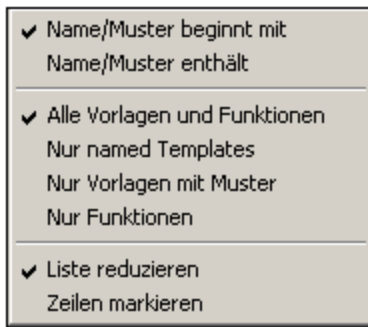 Name/Muster beginnt mit
Name/Muster enthält
Alle Vorlagen und Funktionen
Nur named Templates
Nur Vorlagen mit Muster
Nur Funktionen
Liste reduzieren
Zeilen markieren